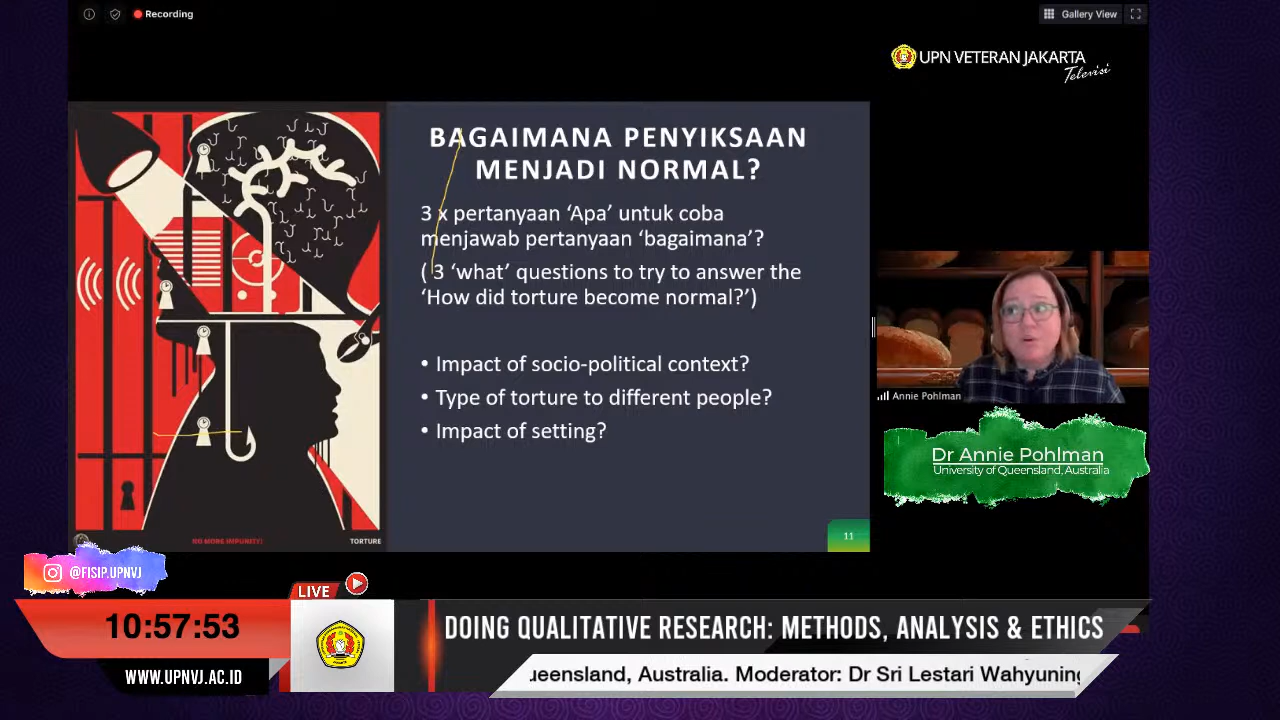 Recording
Gallery View
UPN VETERAN JAKARTA
Televisi
BAGAIMANA PENYIKSAAN
MENJADI NORMAL?
3 x pertanyaan ‘Apa’ untuk coba
menjawab pertanyaan ‘bagaimana’?
( 3 ‘what’ questions to try to answer the
‘How did torture become normal?’)
• Impact of socio-political context?
• Type of torture to different people?
• Impact of setting?
NO MORE IMPUNITY!
TORTURE
11
Annie Pohlman
Dr Annie Pohlman
University of Queensland, Australia
@FISIP.UPNVJ
LIVE
10:57:53
DOING QUALITATIVE RESEARCH: METHODS, ANALYSIS & ETHICS
WWW.UPNVJ.AC.ID
ueensland, Australia. Moderator: Dr Sri Lestari Wahyuning